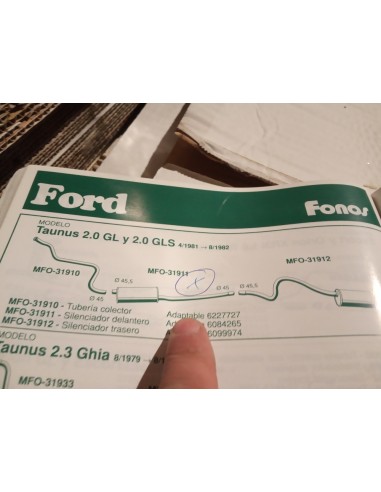 Ford
Fonos
MODELO
Taunus 2.0 GL y 2.0 GLS 4/1981 → 8/1982
MFO-31910
MFO-31911
MFO-31912
Ø 45,5
Ø 45
X
Ø 45
Ø 45,5
MFO-31910 - Tubería colector Adaptable 6227727
MFO-31911 - Silenciador delantero 6084265
MFO-31912 - Silenciador trasero 6099974
MODELO
Taunus 2.3 Ghia 8/1979
MFO-31933